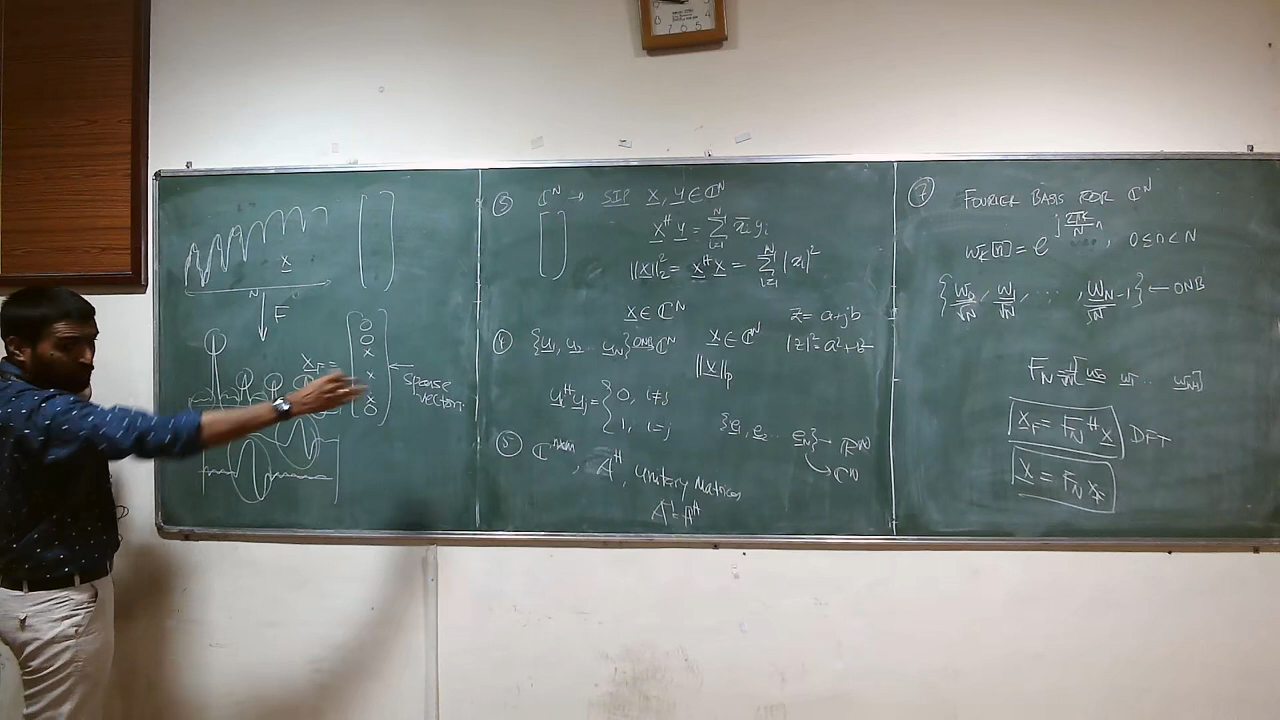 x
N
F
x_F =
0
0
x
x
x
0
Sparse
vector.
③ ℂ^N → SIP x, y ∈ ℂ^N
x^H y = Σ_{i=1}^{N} x̄_i y_i
||x||_2^2 = x^H x = Σ_{i=1}^{N} |x_i|^2
x ∈ ℂ^N
z = a+jb
|z|^2 = a^2+b^2
④ {u_1, u_2 ... u_N} ONB ℂ^N
x ∈ ℂ^N
||x||_p
u_i^H u_j = { 0, i≠j
1, i=j
{e_1, e_2 ... e_N} → ℝ^N
ℂ^N
⑤ ℂ^{m×m}, A^H, Unitary Matrices
A^{-1} = A^H
⑦ FOURIER BASIS FOR ℂ^N
w_k[n] = e^{j 2πk/N n}, 0≤n<N
{w_0/√N, w_1/√N, ..., w_{N-1}/√N} ← ONB
F_N = 1/√N [w_0 w_1 ... w_{N-1}]
x_F = F_N^H x DFT
x = F_N x_F